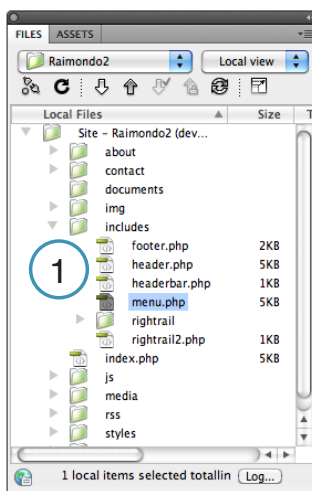 FILES ASSETS
Raimondo2 Local view
Local Files Size T
Site - Raimondo2 (dev...
about
contact
documents
img
includes
footer.php 2KB
header.php 5KB
headerbar.php 1KB
menu.php 5KB
rightrail
rightrail2.php 1KB
index.php 5KB
js
media
rss
styles
1
1 local items selected totallin Log...